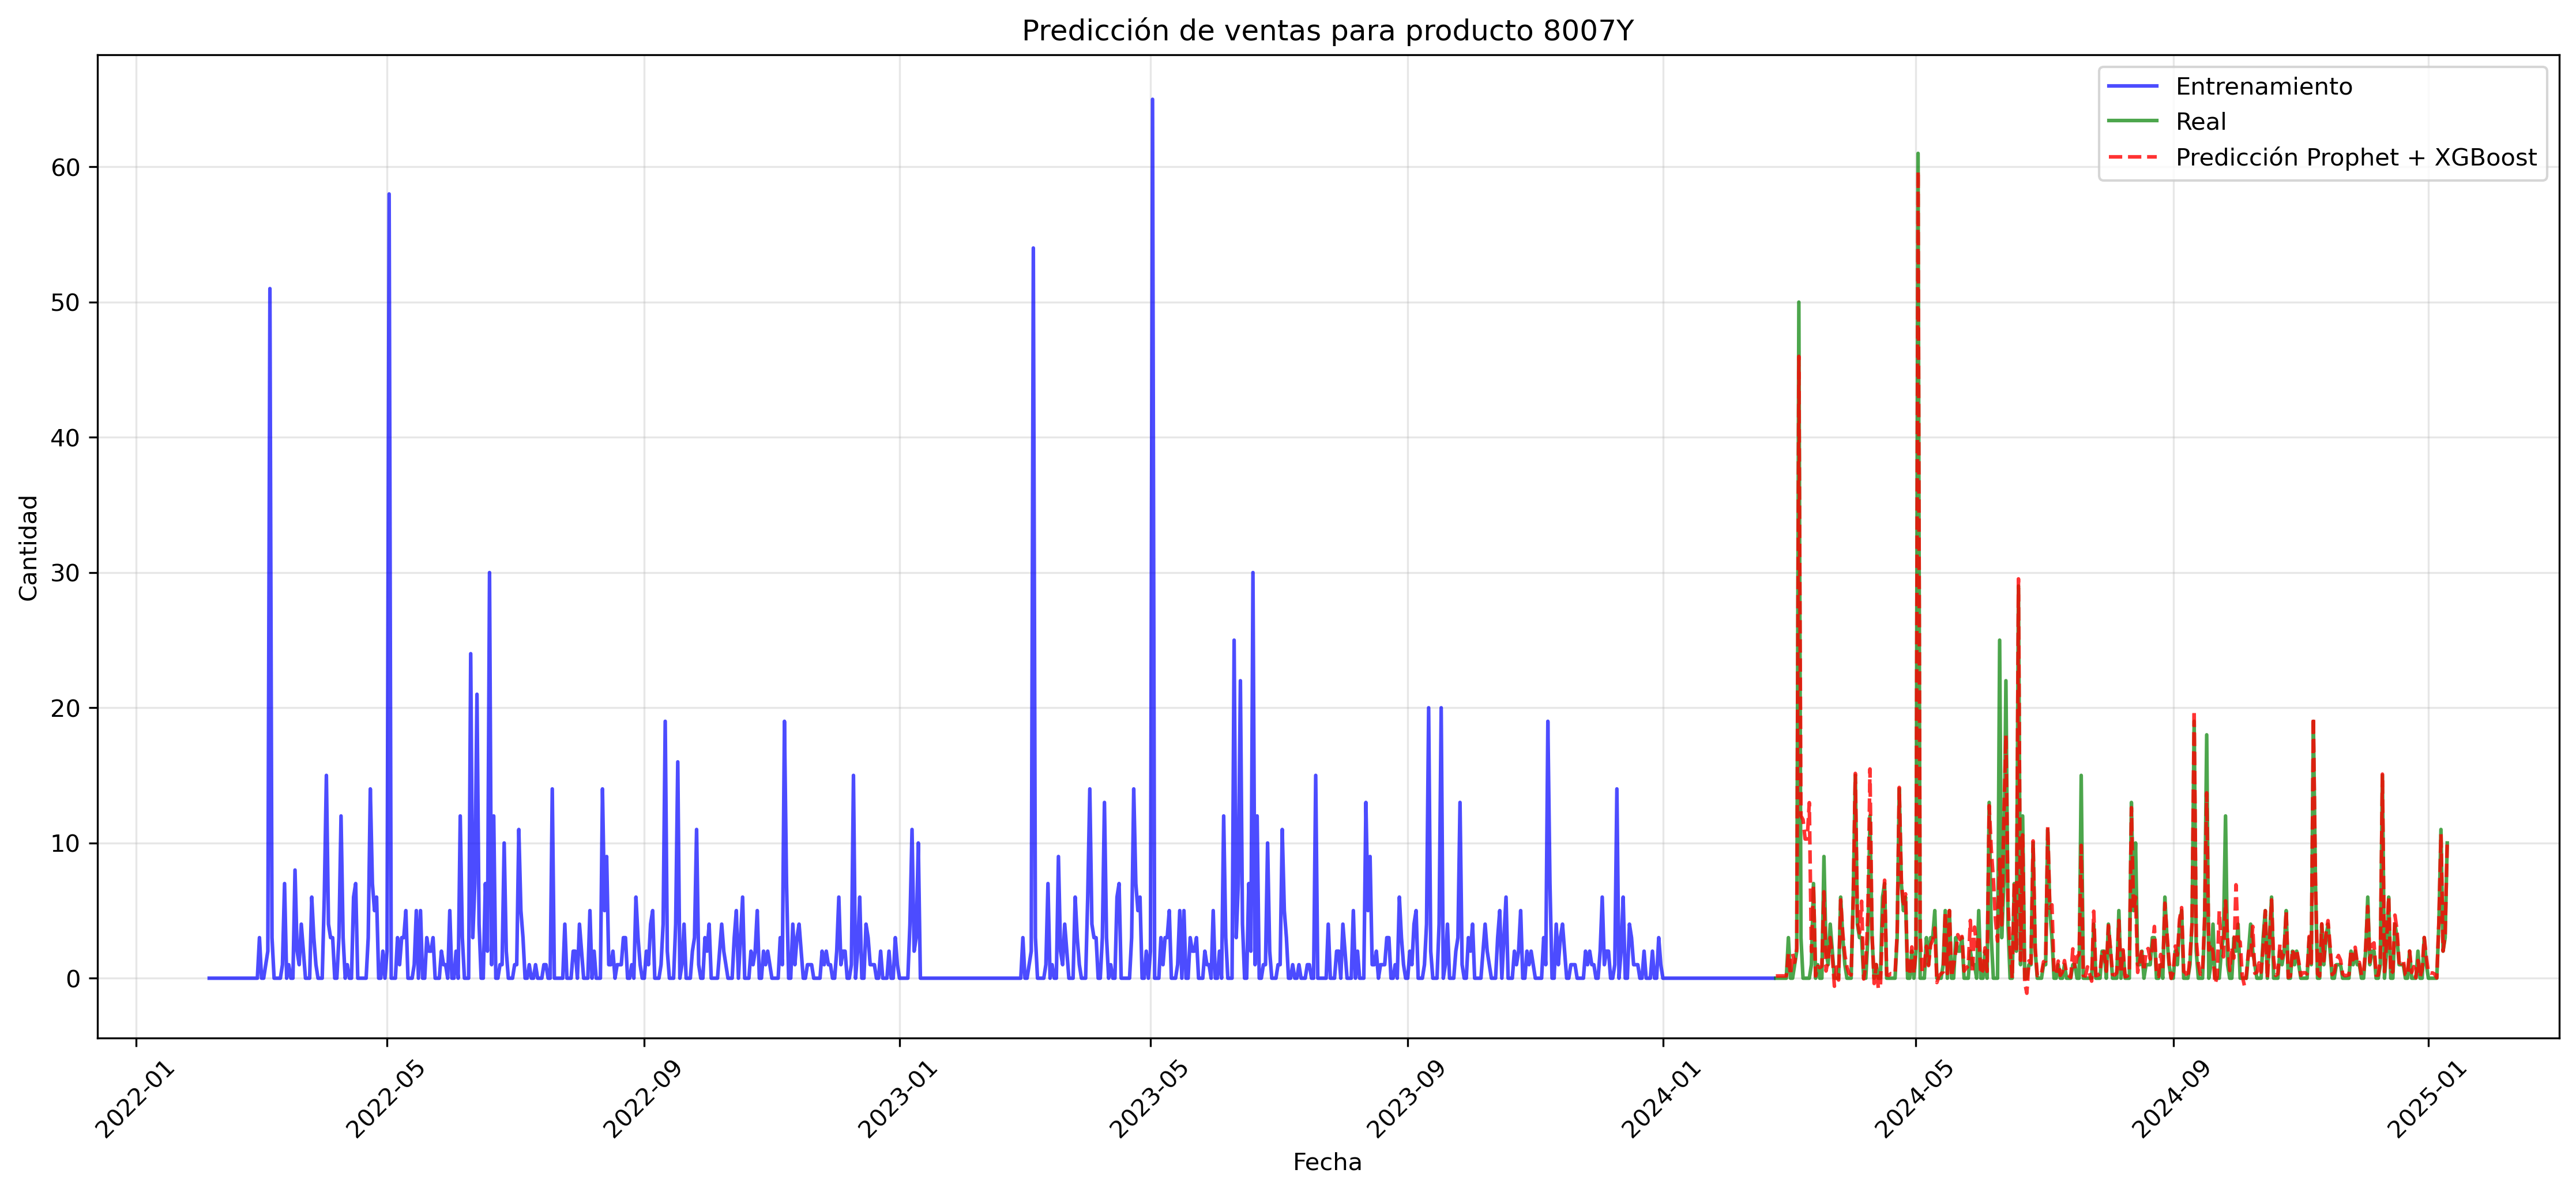 Predicción de ventas para producto 8007Y
Entrenamiento
Real
Predicción Prophet + XGBoost
Cantidad
60
50
40
30
20
10
0
2022-01
2022-05
2022-09
2023-01
2023-05
2023-09
2024-01
2024-05
2024-09
2025-01
Fecha